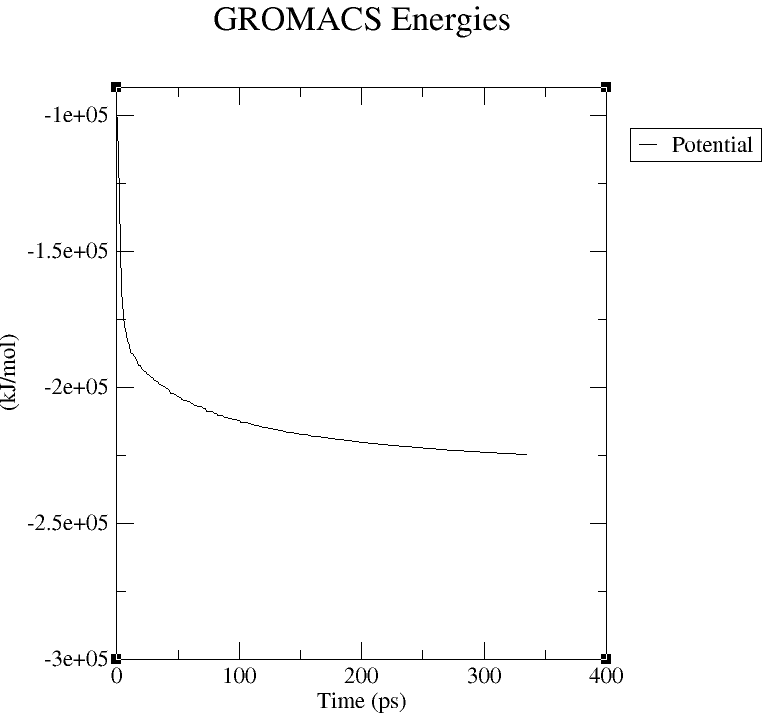 GROMACS Energies
-1e+05
-1.5e+05
-2e+05
-2.5e+05
-3e+05
(kJ/mol)
0 100 200 300 400
Time (ps)
Potential